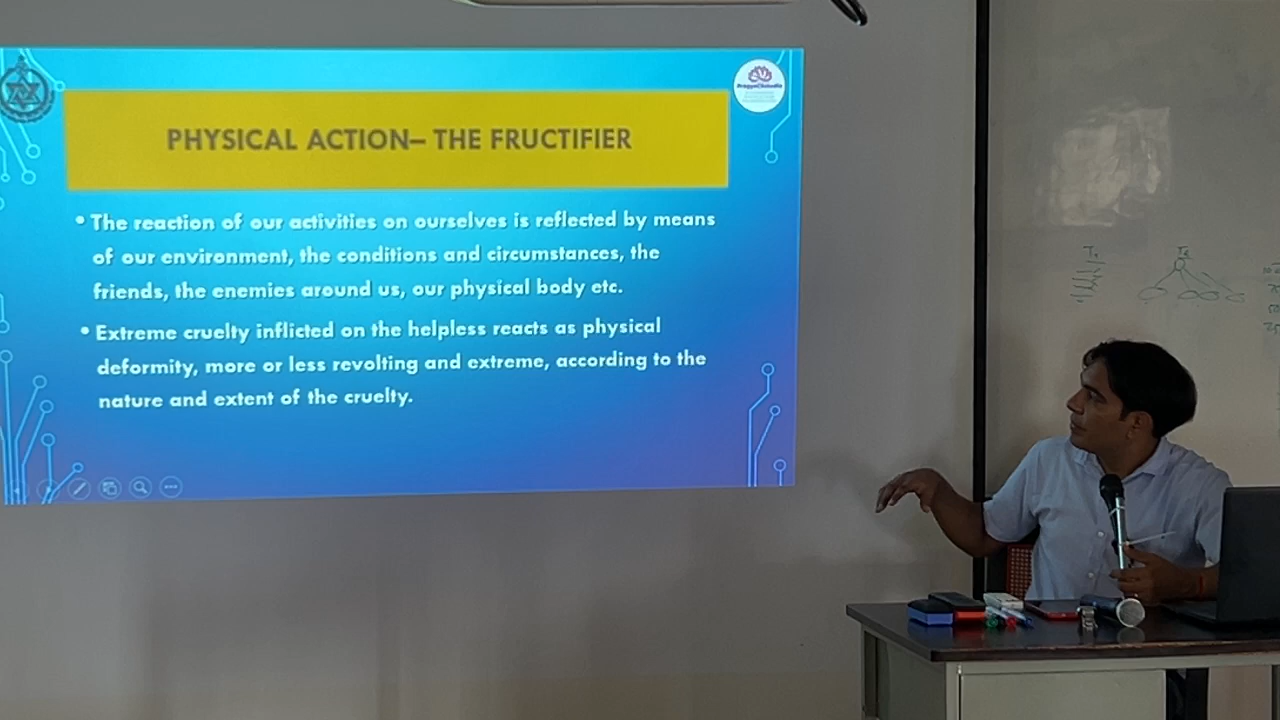 PHYSICAL ACTION– THE FRUCTIFIER
• The reaction of our activities on ourselves is reflected by means
of our environment, the conditions and circumstances, the
friends, the enemies around us, our physical body etc.
• Extreme cruelty inflicted on the helpless reacts as physical
deformity, more or less revolting and extreme, according to the
nature and extent of the cruelty.